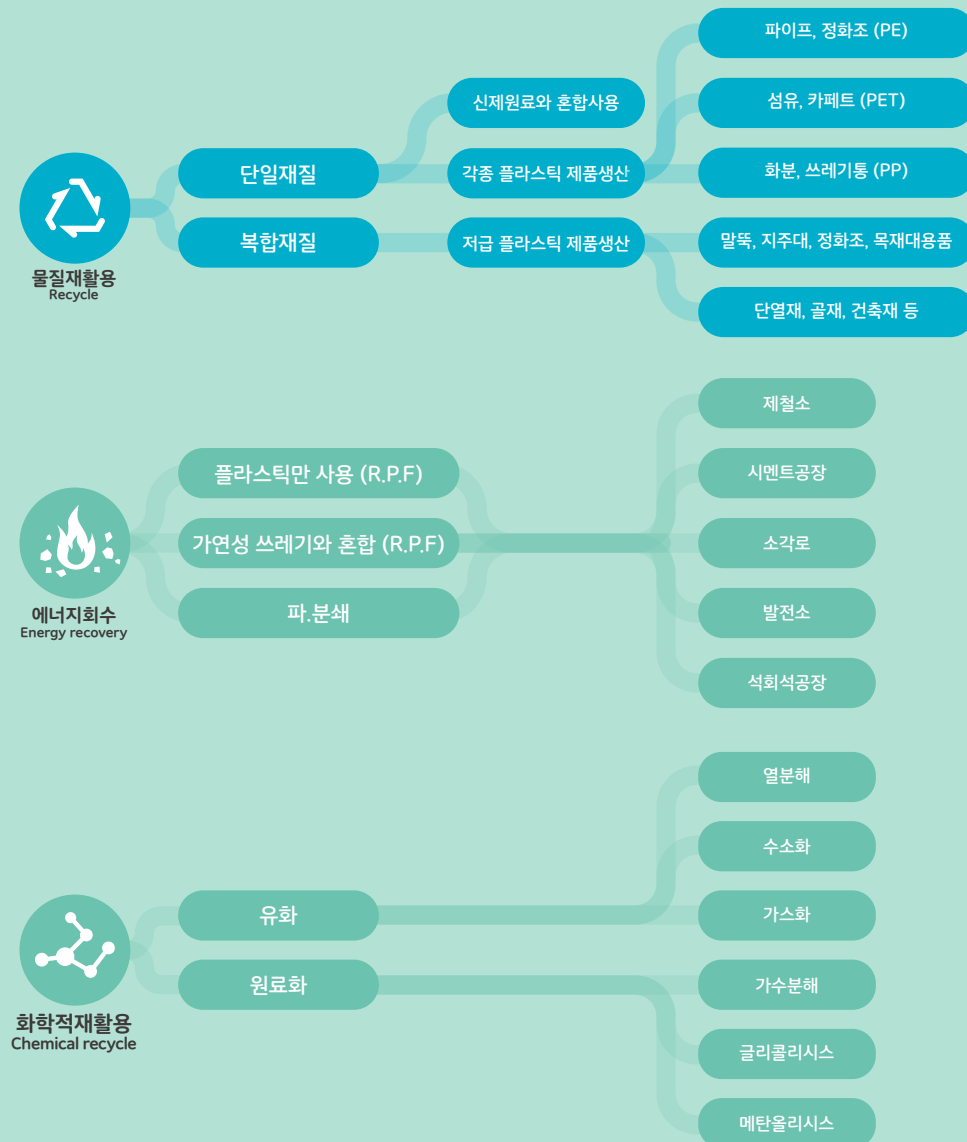 물질재활용
Recycle
단일재질
복합재질
신제원료와 혼합사용
각종 플라스틱 제품생산
저급 플라스틱 제품생산
파이프, 정화조 (PE)
섬유, 카페트 (PET)
화분, 쓰레기통 (PP)
말뚝, 지주대, 정화조, 목재대용품
단열재, 골재, 건축재 등
에너지회수
Energy recovery
플라스틱만 사용 (R.P.F)
가연성 쓰레기와 혼합 (R.P.F)
파.분쇄
제철소
시멘트공장
소각로
발전소
석회석공장
화학적재활용
Chemical recycle
유화
원료화
열분해
수소화
가스화
가수분해
글리콜리시스
메탄올리시스